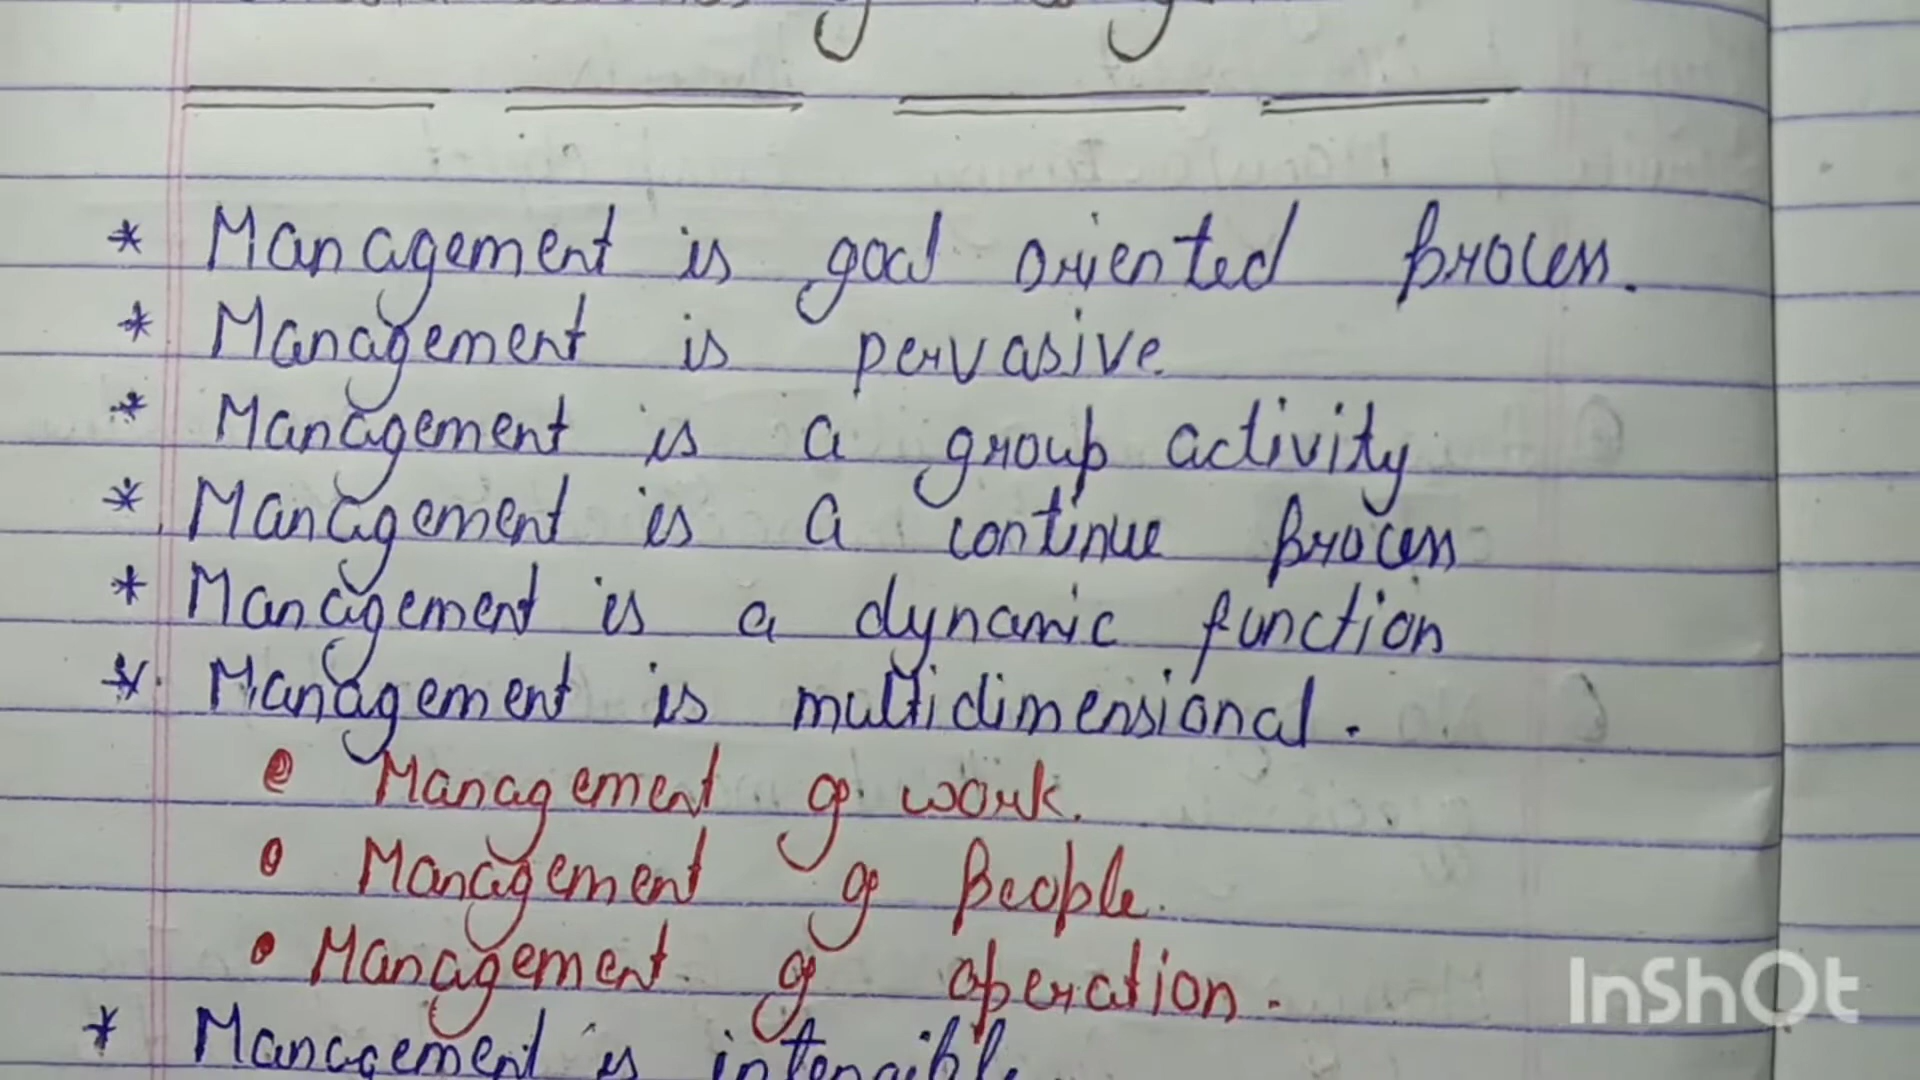 * Management is goal oriented process.
* Management is pervasive.
* Management is a group activity
* Management is a continue process
* Management is a dynamic function
* Management is multidimensional.
• Management of work.
• Management of People.
• Management of operation.
* Management is
InShOt